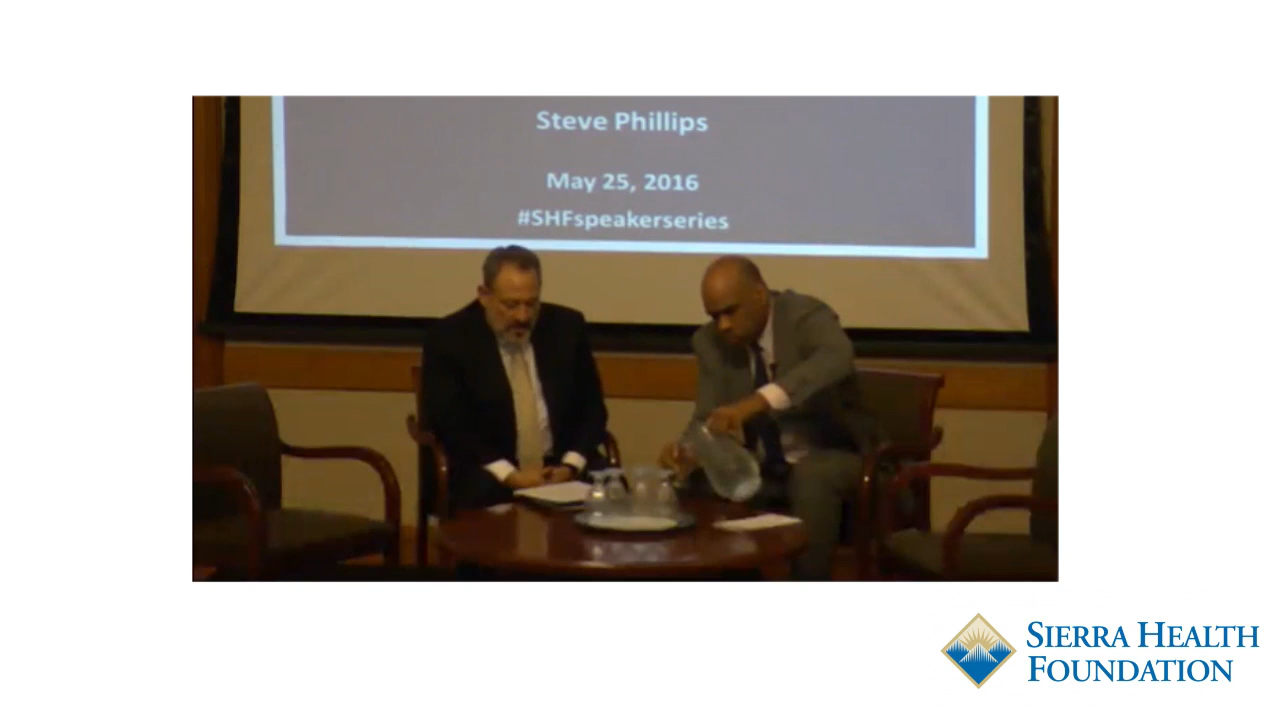 Steve Phillips
May 25, 2016
#SHFspeakerseries
SIERRA HEALTH
FOUNDATION